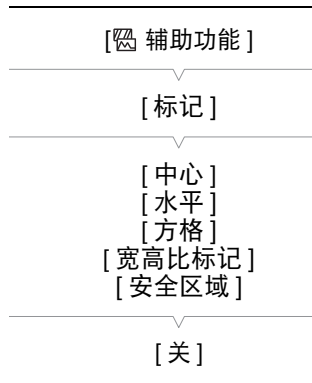 [ 辅助功能 ]
[ 标记 ]
[ 中心 ]
[ 水平 ]
[ 方格 ]
[ 宽高比标记 ]
[ 安全区域 ]
[ 关 ]